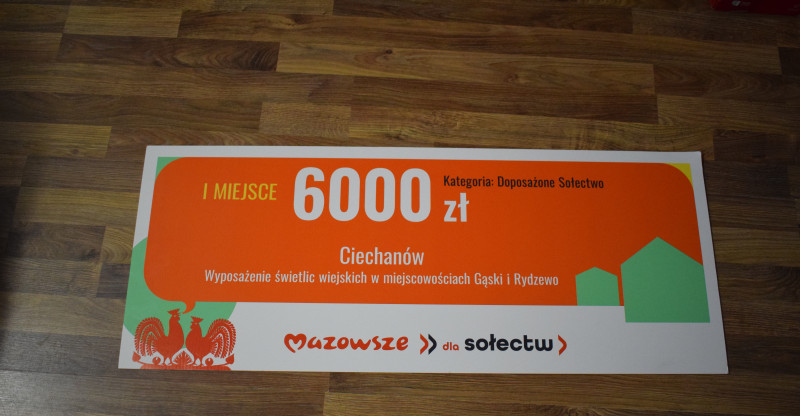 I MIEJSCE 6000 zł
Kategoria: Doposażone Sołectwo
Ciechanów
Wyposażenie świetlic wiejskich w miejscowościach Gąski i Rydzewo
mazowsze dla sołectw